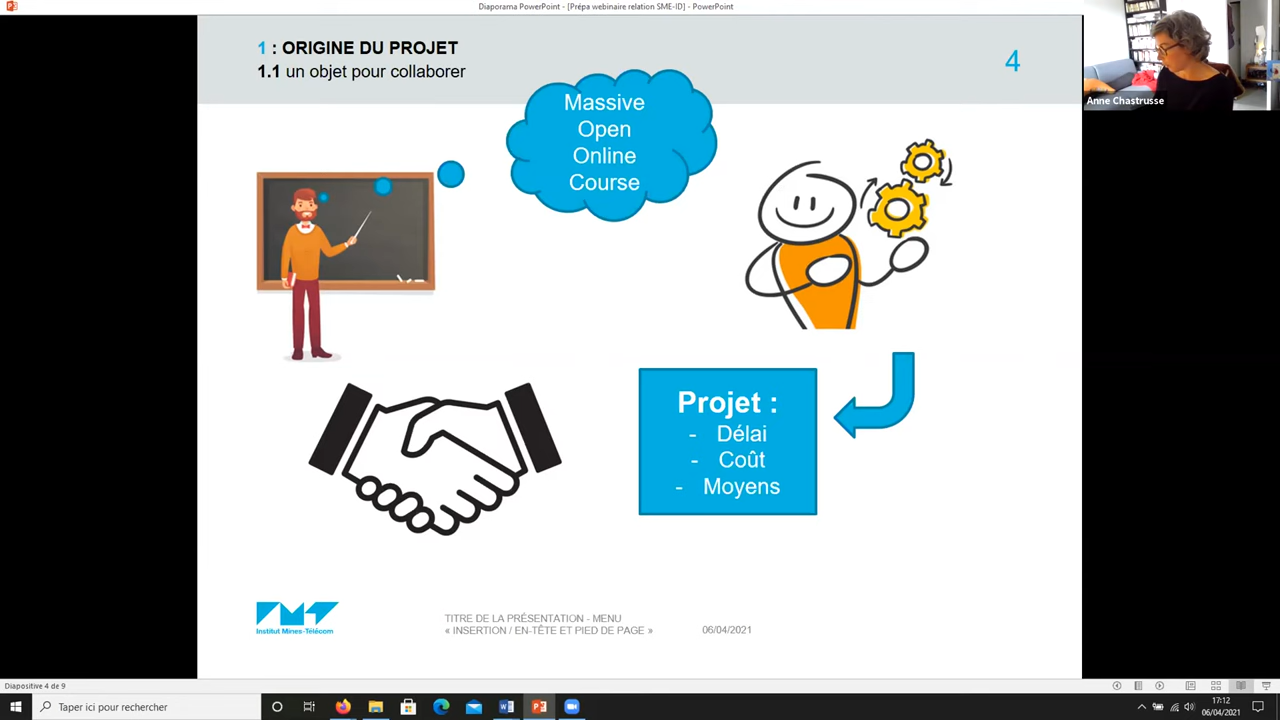 Diaporama PowerPoint - [Prépa webinaire relation SME-ID] - PowerPoint
1 : ORIGINE DU PROJET
1.1 un objet pour collaborer
4
Anne Chastrusse
Massive
Open
Online
Course
Projet :
- Délai
- Coût
- Moyens
Institut Mines-Télécom
TITRE DE LA PRÉSENTATION - MENU
« INSERTION / EN-TÊTE ET PIED DE PAGE »
06/04/2021
Diapositive 4 de 9
Taper ici pour rechercher
17:12
06/04/2021